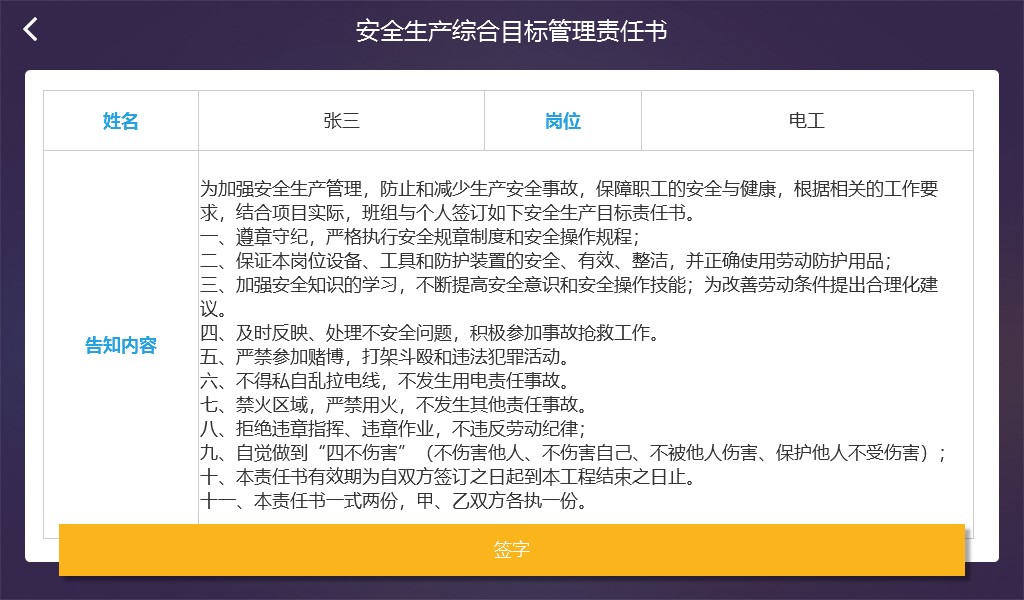 安全生产综合目标管理责任书
姓名 张三 岗位 电工
告知内容
为加强安全生产管理，防止和减少生产安全事故，保障职工的安全与健康，根据相关的工作要
求，结合项目实际，班组与个人签订如下安全生产目标责任书。
一、遵章守纪，严格执行安全规章制度和安全操作规程；
二、保证本岗位设备、工具和防护装置的安全、有效、整洁，并正确使用劳动防护用品；
三、加强安全知识的学习，不断提高安全意识和安全操作技能；为改善劳动条件提出合理化建
议。
四、及时反映、处理不安全问题，积极参加事故抢救工作。
五、严禁参加赌博，打架斗殴和违法犯罪活动。
六、不得私自乱拉电线，不发生用电责任事故。
七、禁火区域，严禁用火，不发生其他责任事故。
八、拒绝违章指挥、违章作业，不违反劳动纪律；
九、自觉做到“四不伤害”（不伤害他人、不伤害自己、不被他人伤害、保护他人不受伤害）；
十、本责任书有效期为自双方签订之日起到本工程结束之日止。
十一、本责任书一式两份，甲、乙双方各执一份。
签字